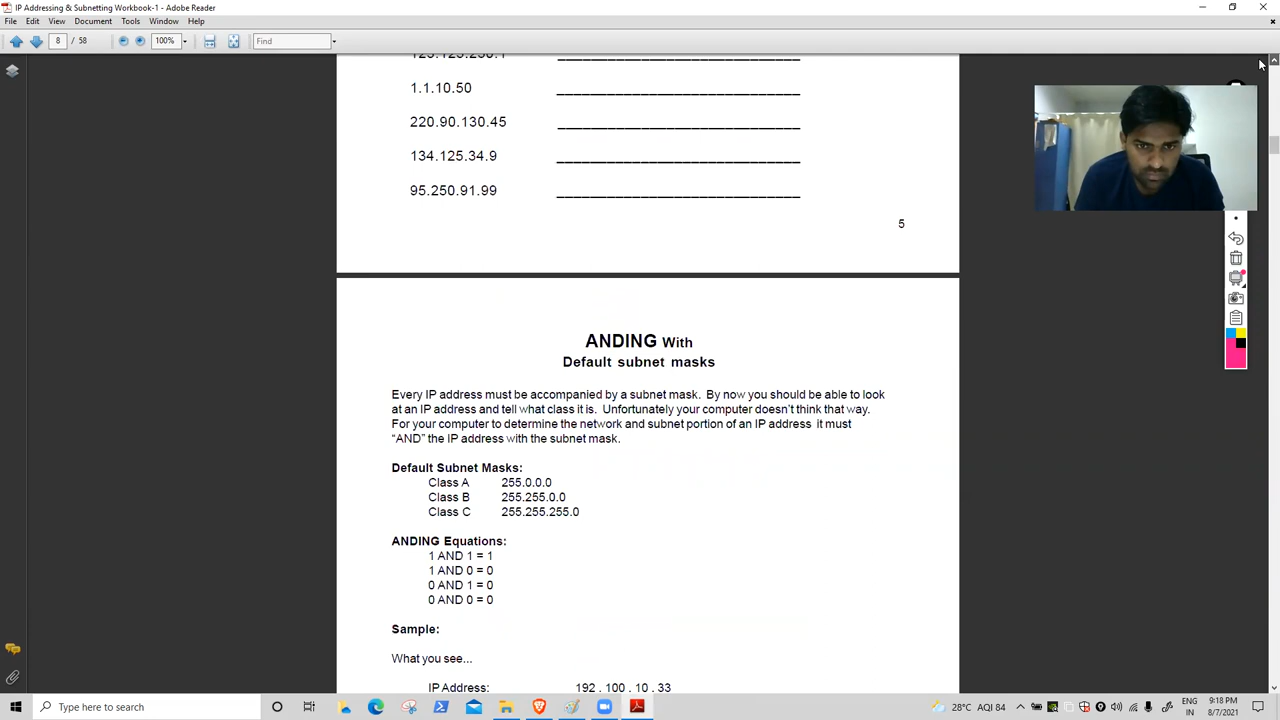 IP Addressing & Subnetting Workbook-1 - Adobe Reader
File Edit View Document Tools Window Help
8 / 58 100% Find
1.1.10.50 ____________________________
220.90.130.45 ____________________________
134.125.34.9 ____________________________
95.250.91.99 ____________________________
5
ANDING With
Default subnet masks
Every IP address must be accompanied by a subnet mask. By now you should be able to look
at an IP address and tell what class it is. Unfortunately your computer doesn't think that way.
For your computer to determine the network and subnet portion of an IP address it must
"AND" the IP address with the subnet mask.
Default Subnet Masks:
Class A 255.0.0.0
Class B 255.255.0.0
Class C 255.255.255.0
ANDING Equations:
1 AND 1 = 1
1 AND 0 = 0
0 AND 1 = 0
0 AND 0 = 0
Sample:
What you see...
IP Address: 192 . 100 . 10 . 33
Type here to search
28°C AQI 84
ENG
IN
9:18 PM
8/7/2021